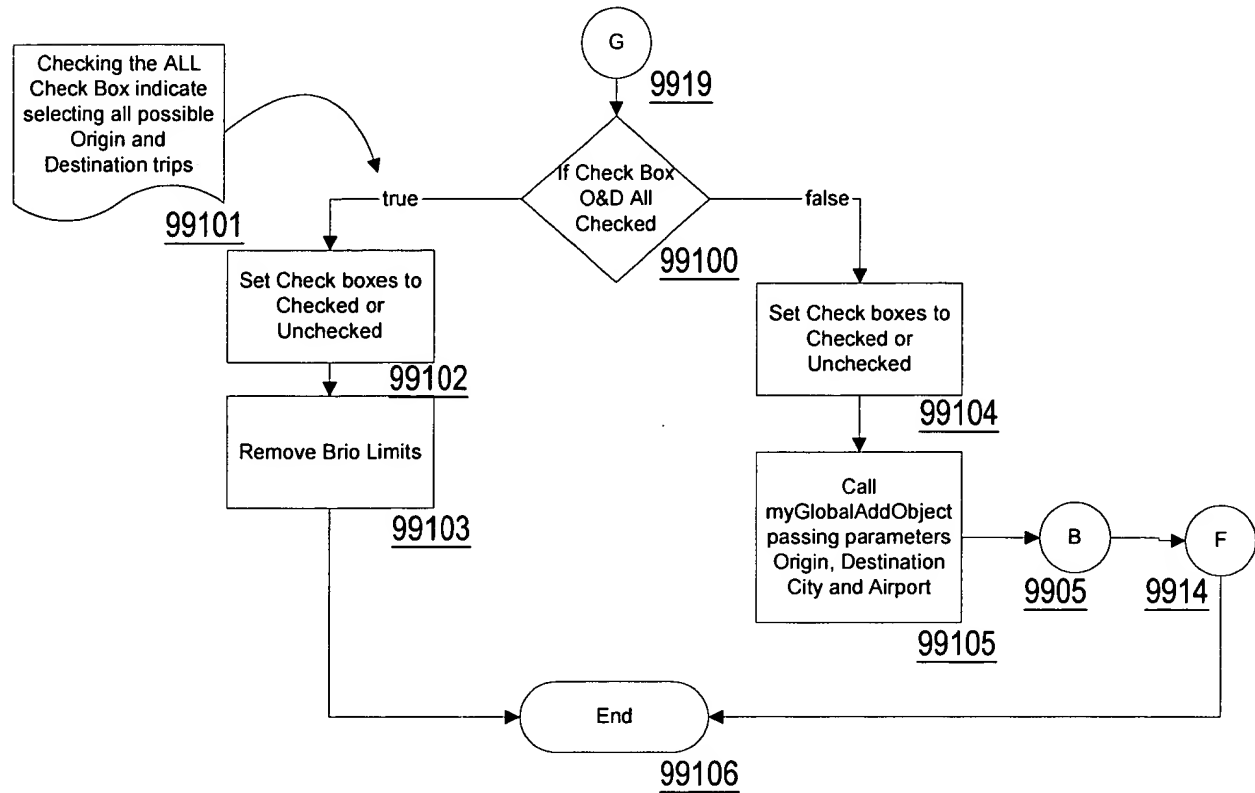 G
9919
Checking the ALL
Check Box indicate
selecting all possible
Origin and
Destination trips
99101
If Check Box
O&D All
Checked
99100
true
false
Set Check boxes to
Checked or
Unchecked
99102
Remove Brio Limits
99103
Set Check boxes to
Checked or
Unchecked
99104
Call
myGlobalAddObject
passing parameters
Origin, Destination
City and Airport
99105
B
9905
F
9914
End
99106